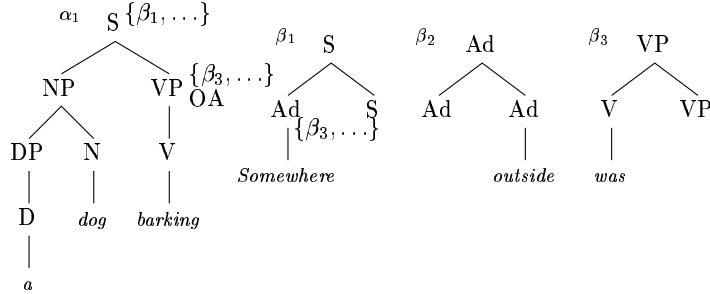 α₁ S {β₁, …} β₁ S β₂ Ad β₃ VP
NP VP {β₃, …} OA Ad {β₃, …} S Ad Ad V VP
DP N V Somewhere outside was
D dog barking
a